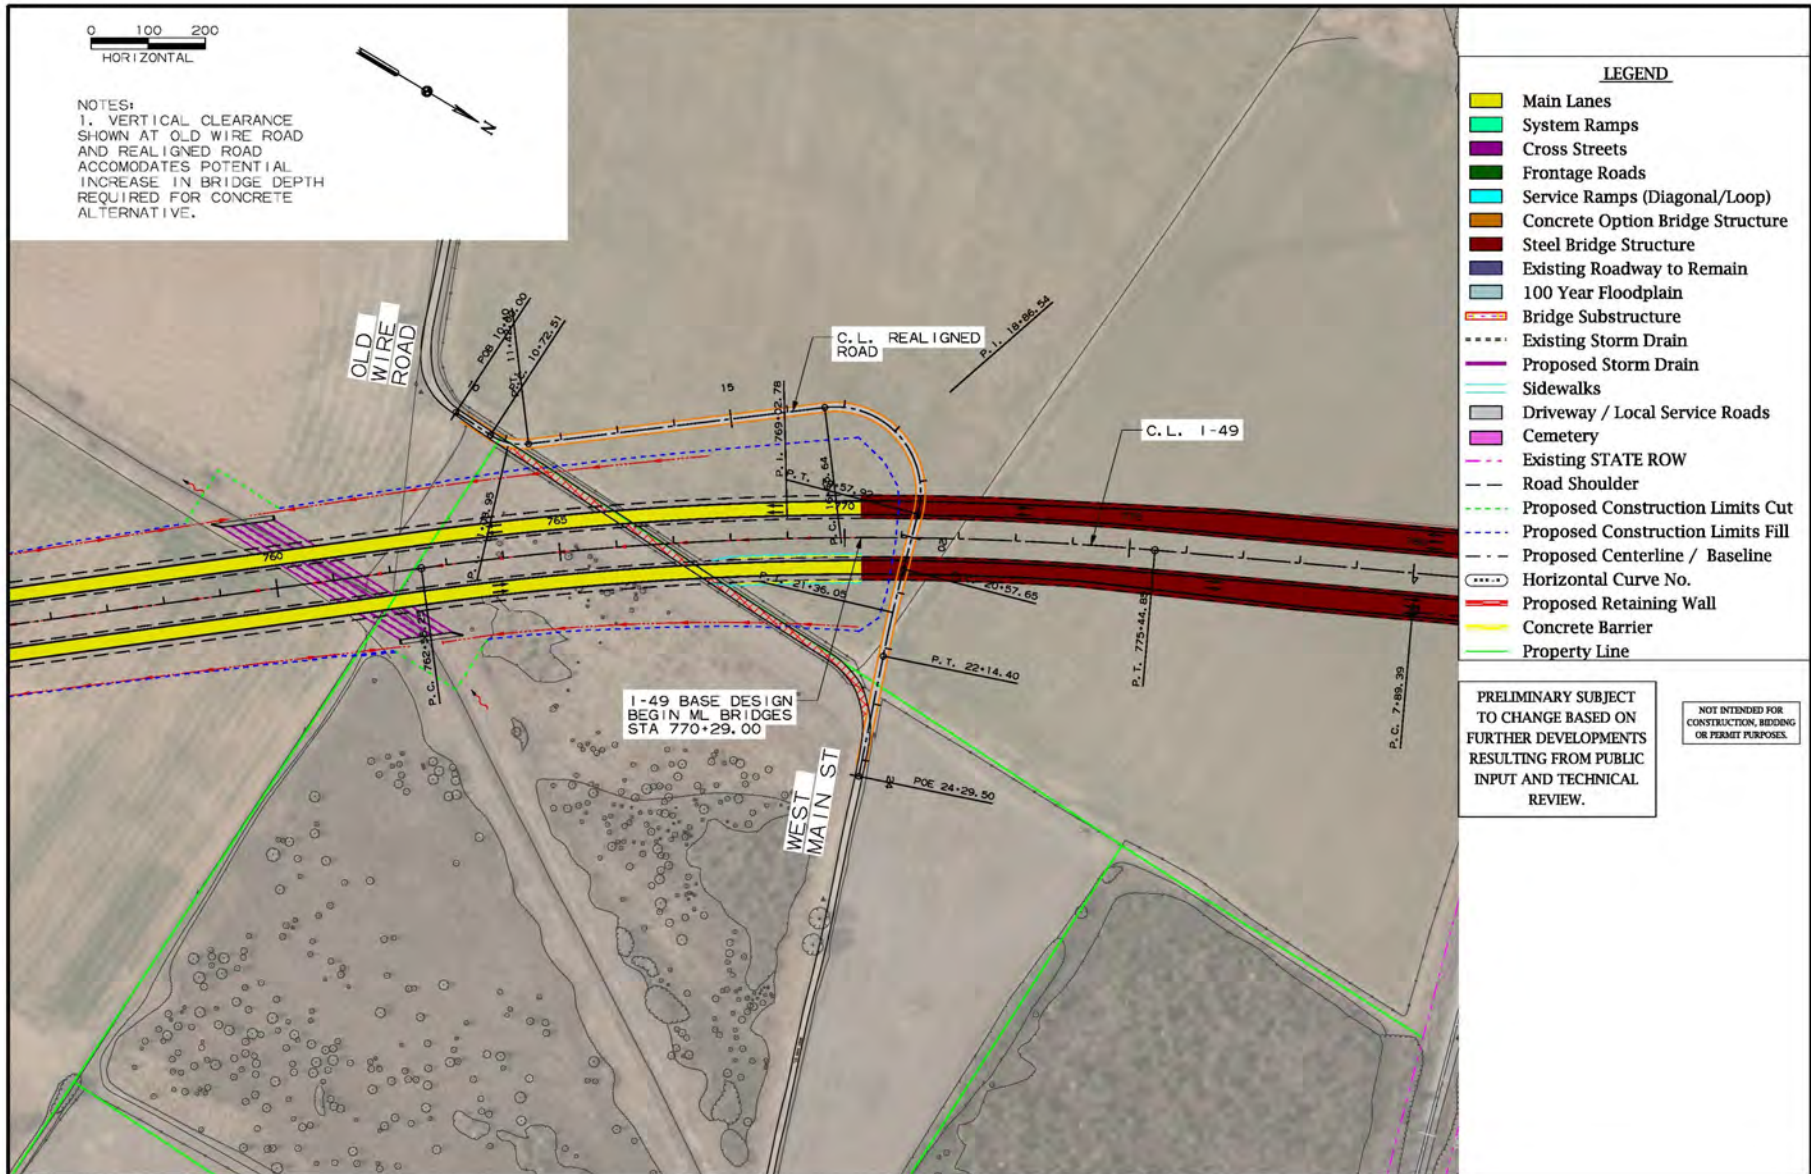 0 100 200
HORIZONTAL
N
NOTES:
1. VERTICAL CLEARANCE
SHOWN AT OLD WIRE ROAD
AND REALIGNED ROAD
ACCOMODATES POTENTIAL
INCREASE IN BRIDGE DEPTH
REQUIRED FOR CONCRETE
ALTERNATIVE.
OLD
WIRE
ROAD
P.C. 10+72.51
15
C.L. REALIGNED
ROAD
P.I. 18+86.54
P.I. 769+02.78
C.L. I-49
760
765
770
20
P.I. 21+36.05
20+57.65
P.T. 775+44.85
P.T. 22+14.40
P.C. 7+89.39
I-49 BASE DESIGN
BEGIN ML BRIDGES
STA 770+29.00
WEST
MAIN ST
24
POE 24+29.50
LEGEND
Main Lanes
System Ramps
Cross Streets
Frontage Roads
Service Ramps (Diagonal/Loop)
Concrete Option Bridge Structure
Steel Bridge Structure
Existing Roadway to Remain
100 Year Floodplain
Bridge Substructure
Existing Storm Drain
Proposed Storm Drain
Sidewalks
Driveway / Local Service Roads
Cemetery
Existing STATE ROW
Road Shoulder
Proposed Construction Limits Cut
Proposed Construction Limits Fill
Proposed Centerline / Baseline
Horizontal Curve No.
Proposed Retaining Wall
Concrete Barrier
Property Line
PRELIMINARY SUBJECT
TO CHANGE BASED ON
FURTHER DEVELOPMENTS
RESULTING FROM PUBLIC
INPUT AND TECHNICAL
REVIEW.
NOT INTENDED FOR
CONSTRUCTION, BIDDING
OR PERMIT PURPOSES.